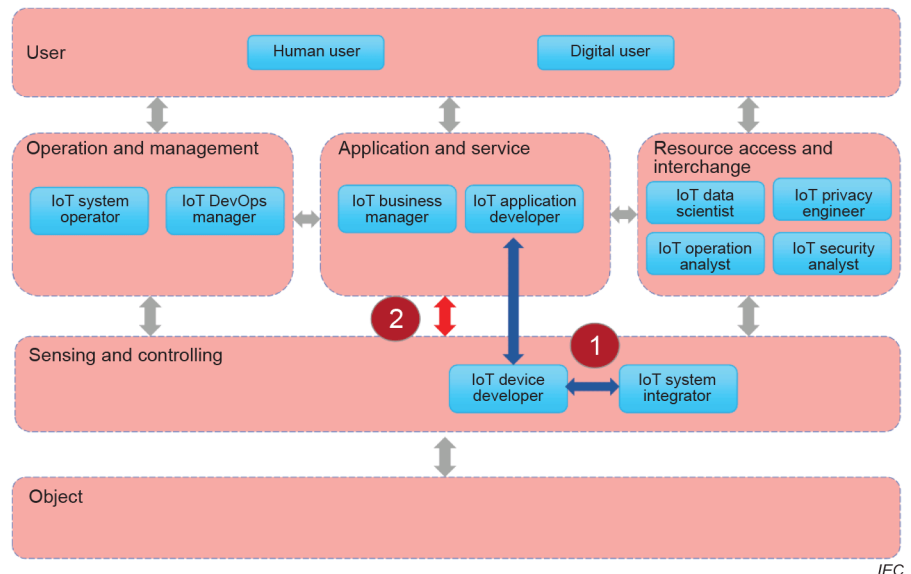 User
Human user
Digital user
Operation and management
IoT system
operator
IoT DevOps
manager
Application and service
IoT business
manager
IoT application
developer
Resource access and
interchange
IoT data
scientist
IoT privacy
engineer
IoT operation
analyst
IoT security
analyst
2
1
Sensing and controlling
IoT device
developer
IoT system
integrator
Object
IEC